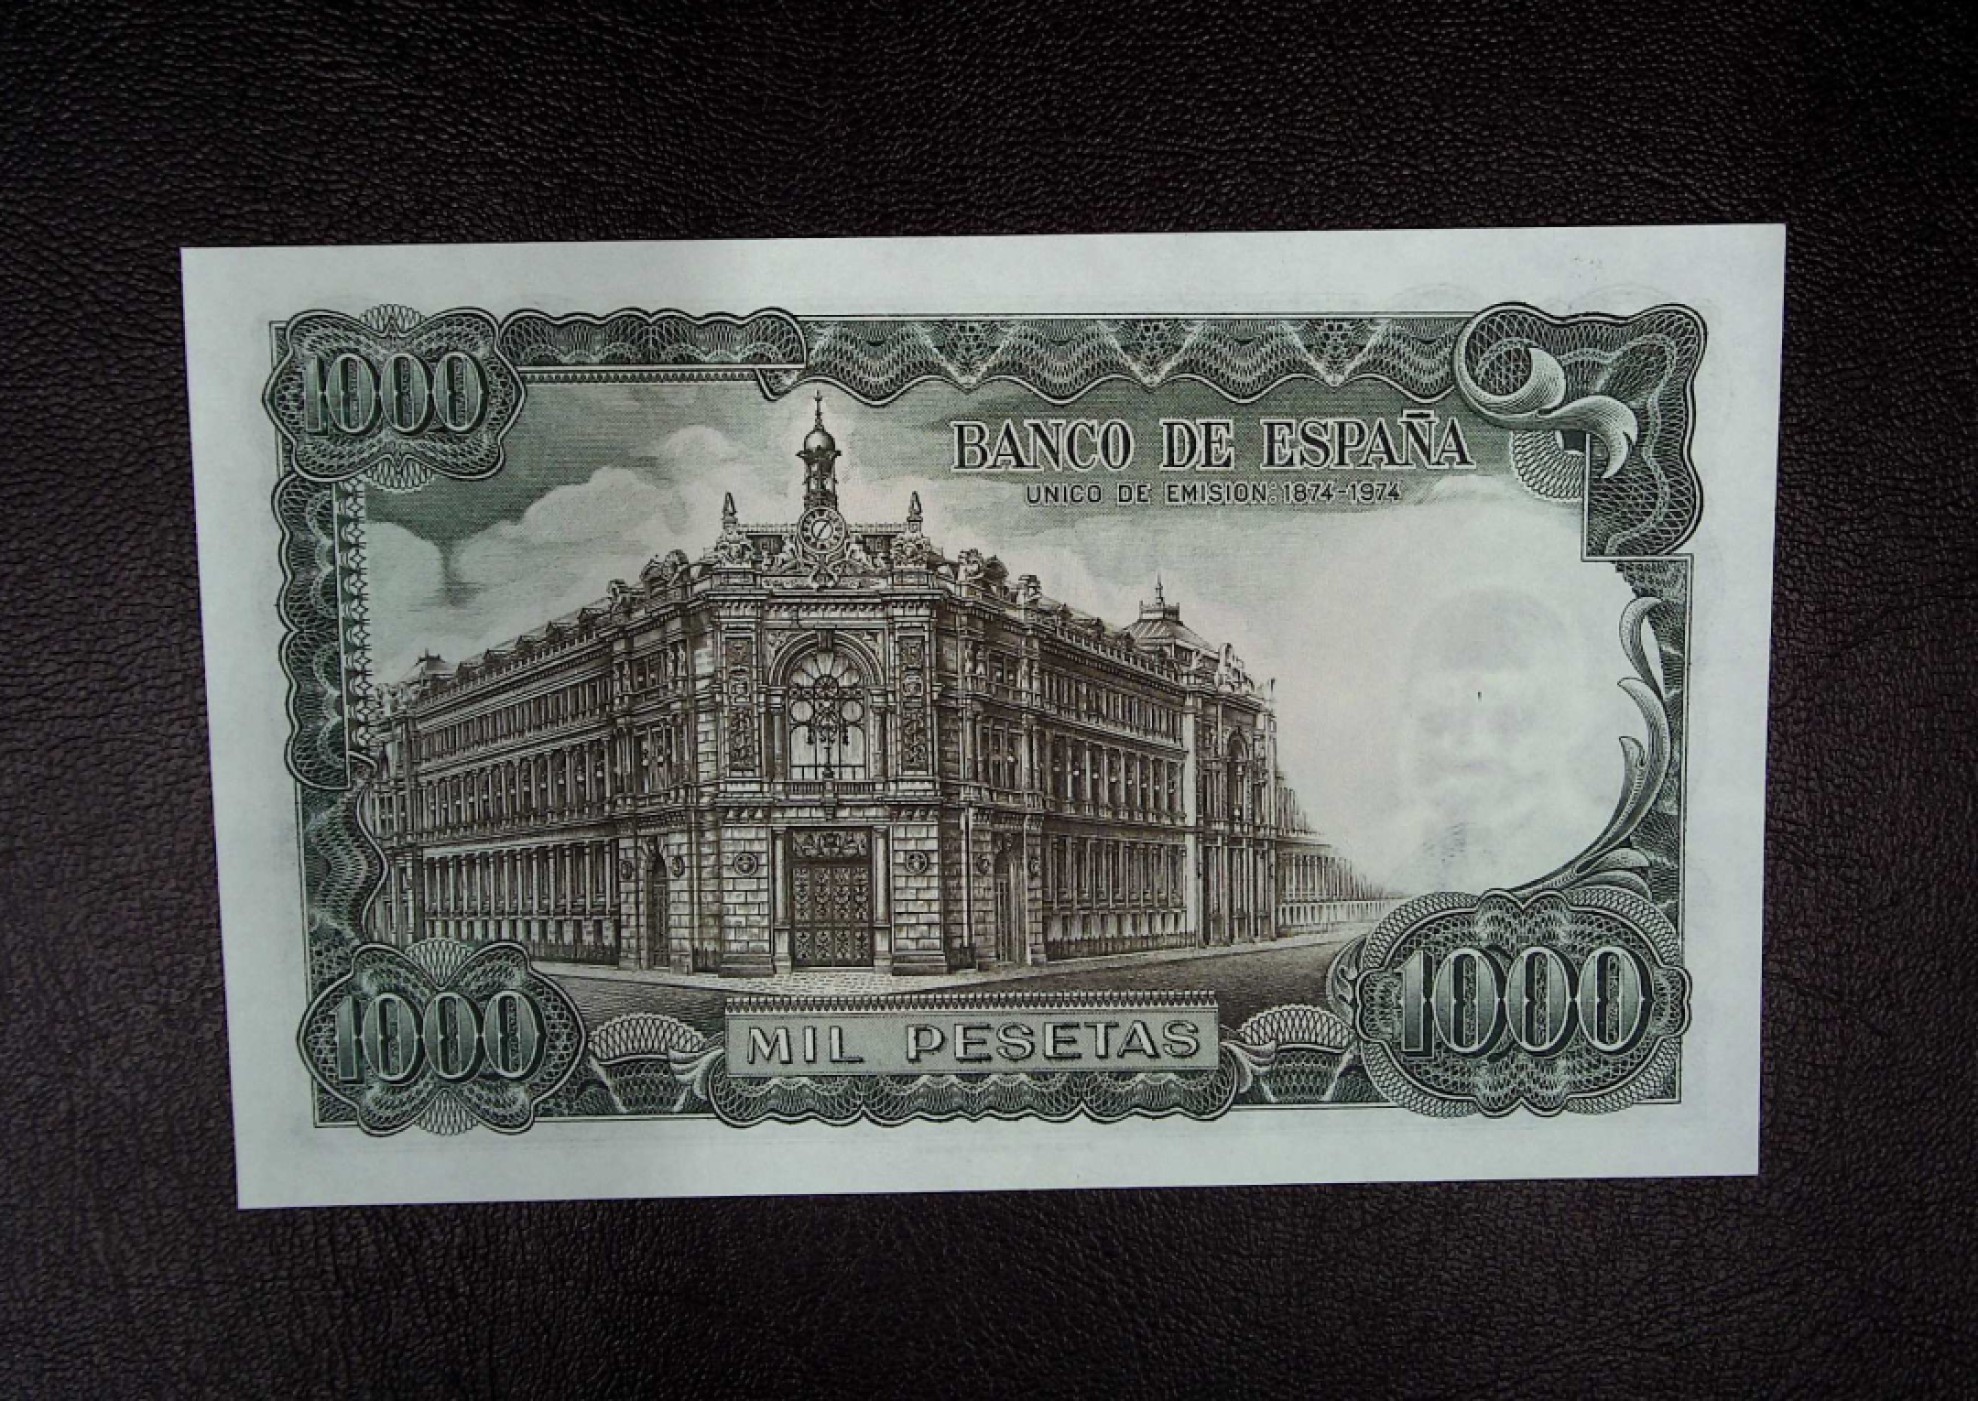 1000
BANCO DE ESPAÑA
UNICO DE EMISION: 1874-1974
1000
MIL PESETAS
1000